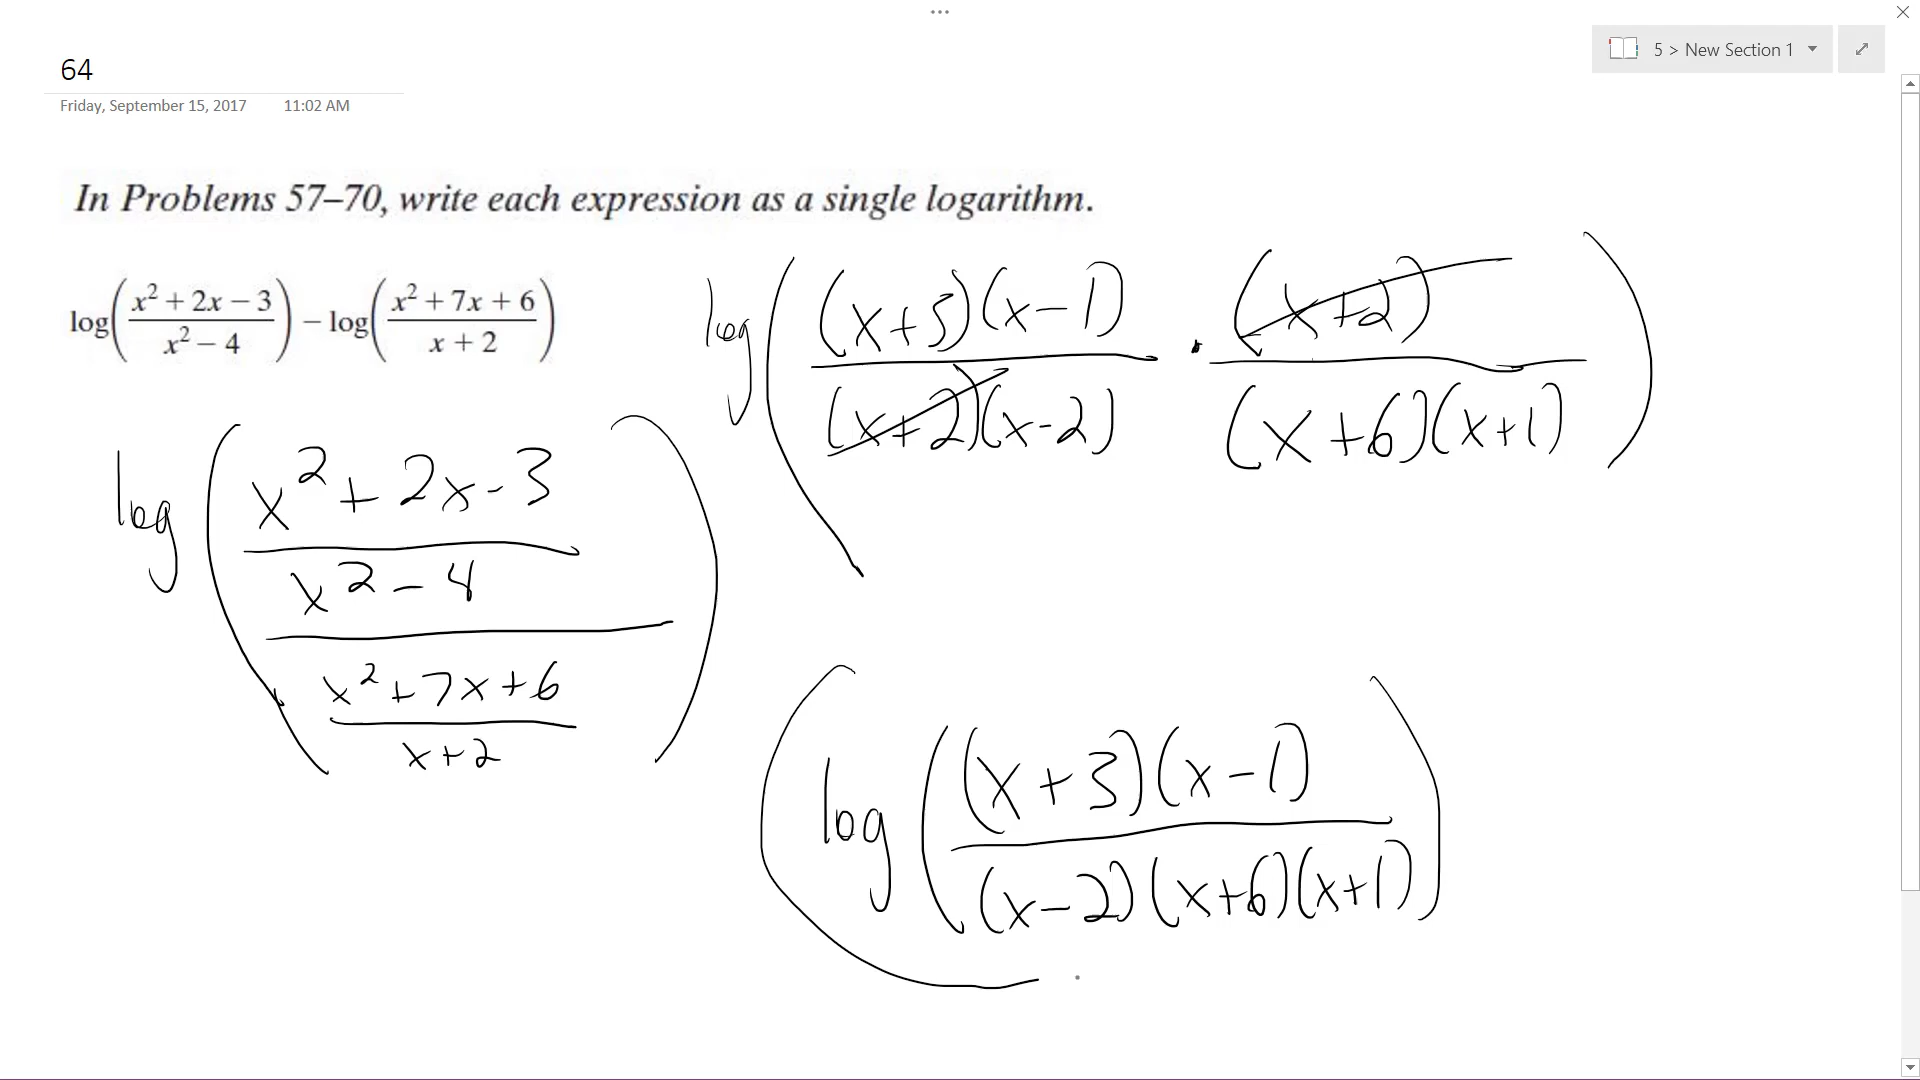 5 > New Section 1
64
Friday, September 15, 2017 11:02 AM
In Problems 57–70, write each expression as a single logarithm.
log((x² + 2x − 3)/(x² − 4)) − log((x² + 7x + 6)/(x + 2))
log(((x+3)(x-1))/((x+2)(x-2)) · (x+2)/((x+6)(x+1)))
log(((x²+2x-3)/(x²-4))/((x²+7x+6)/(x+2)))
log(((x+3)(x-1))/((x-2)(x+6)(x+1)))